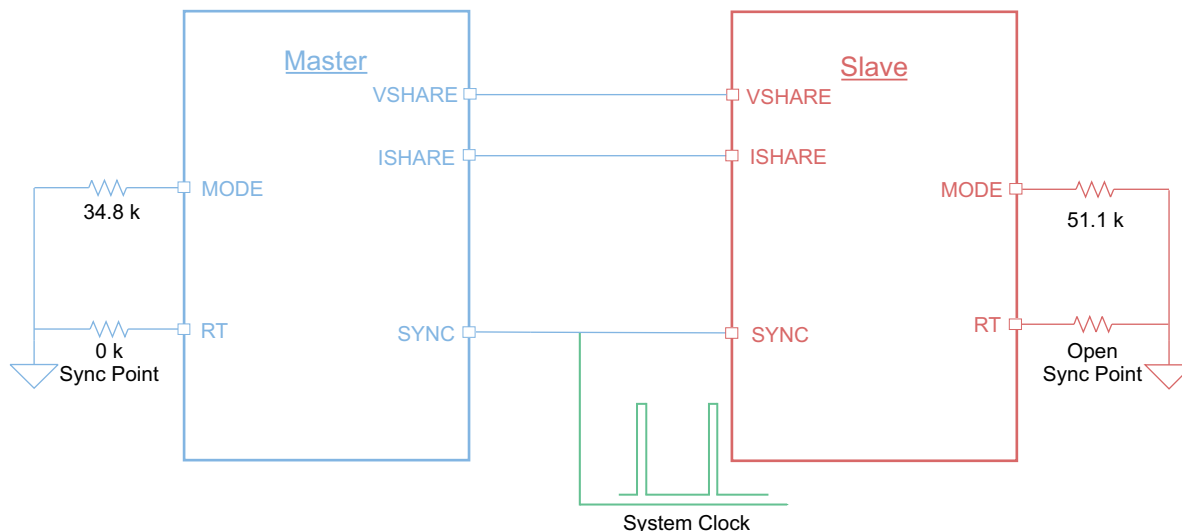 Master
Slave
VSHARE
VSHARE
ISHARE
ISHARE
MODE
34.8 k
MODE
51.1 k
RT
0 k
Sync Point
SYNC
SYNC
RT
Open
Sync Point
System Clock